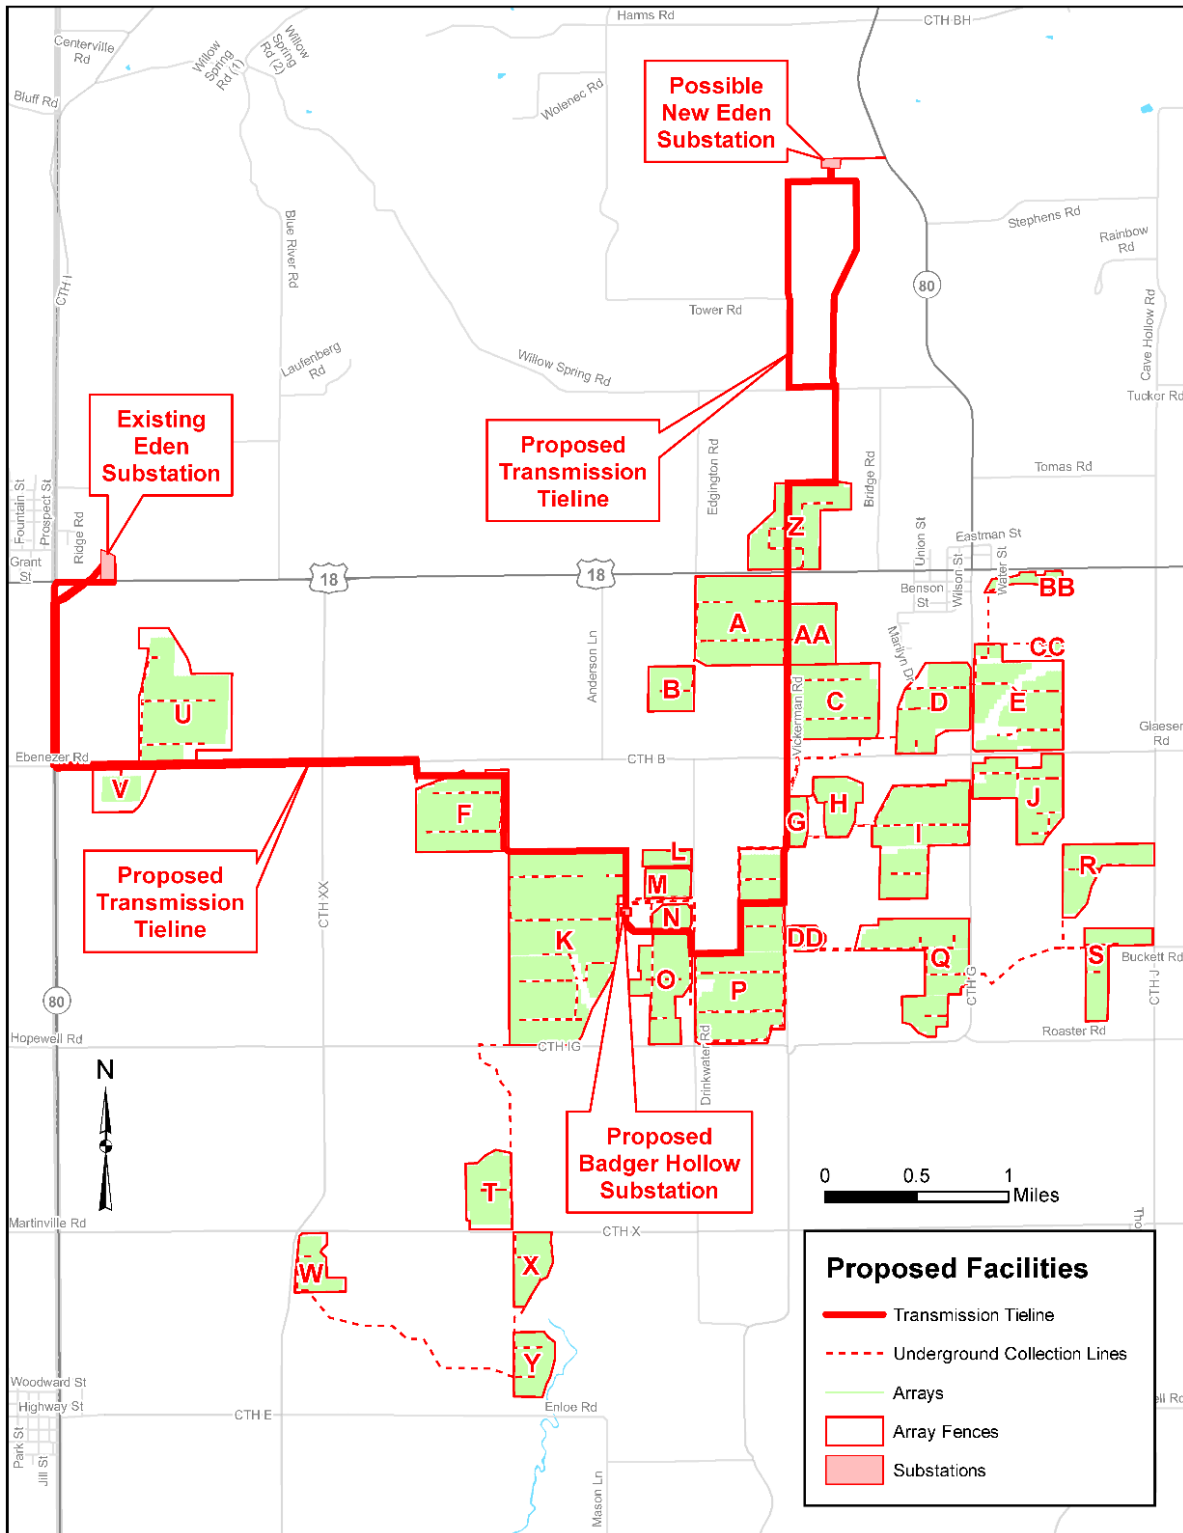 Harms Rd
CTH BH
Centerville
Rd
Willow
Spring
Rd (1)
Willow
Spring
Rd (2)
Bluff Rd
Wolenec Rd
Possible
New Eden
Substation
Stephens Rd
Rainbow
Rd
Blue River Rd
CTH I
80
Tower Rd
Cave Hollow Rd
Laufenberg
Rd
Willow Spring Rd
Tucker Rd
Existing
Eden
Substation
Proposed
Transmission
Tieline
Edgington Rd
Bridge Rd
Tomas Rd
Fountain St
Prospect St
Ridge Rd
Grant
St
Z
Union St
Eastman St
Wilson St
Water St
Benson
St
18
18
BB
A
AA
Anderson Ln
Marilyn Dr
CC
B
C
D
E
U
Vickerman Rd
Glaeser
Rd
Ebenezer Rd
CTH B
V
F
G
H
I
J
L
M
N
R
Proposed
Transmission
Tieline
CTH XX
K
O
P
DD
Q
S
Buckett Rd
CTH G
CTH J
80
Hopewell Rd
CTH IG
Drinkwater Rd
Roaster Rd
N
Proposed
Badger Hollow
Substation
T
0 0.5 1
Miles
Martinville Rd
CTH X
W
X
Y
Proposed Facilities
Transmission Tieline
Underground Collection Lines
Arrays
Array Fences
Substations
Woodward St
Highway St
CTH E
Enloe Rd
ell Rd
Park St
Jill St
Mason Ln